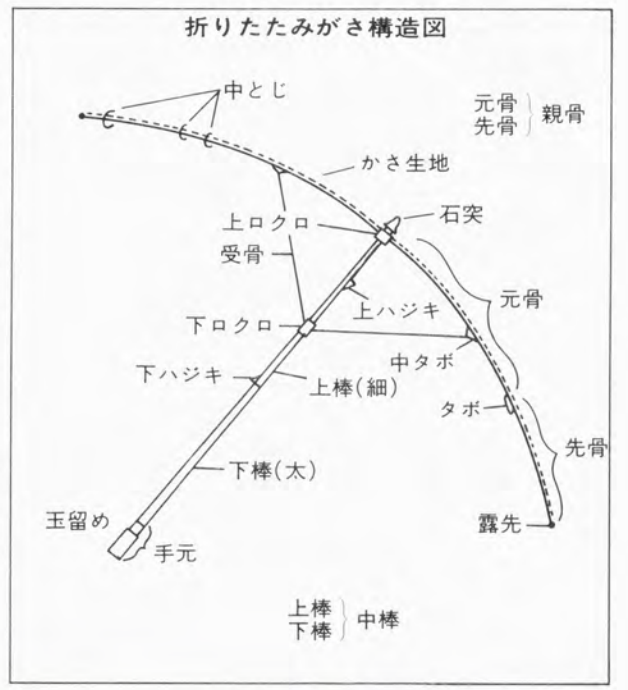 折りたたみがさ構造図
中とじ
元骨
先骨
親骨
かさ生地
石突
上ロクロ
受骨
上ハジキ
元骨
下ロクロ
中タボ
下ハジキ
上棒(細)
タボ
先骨
下棒(太)
玉留め
手元
露先
上棒
下棒
中棒